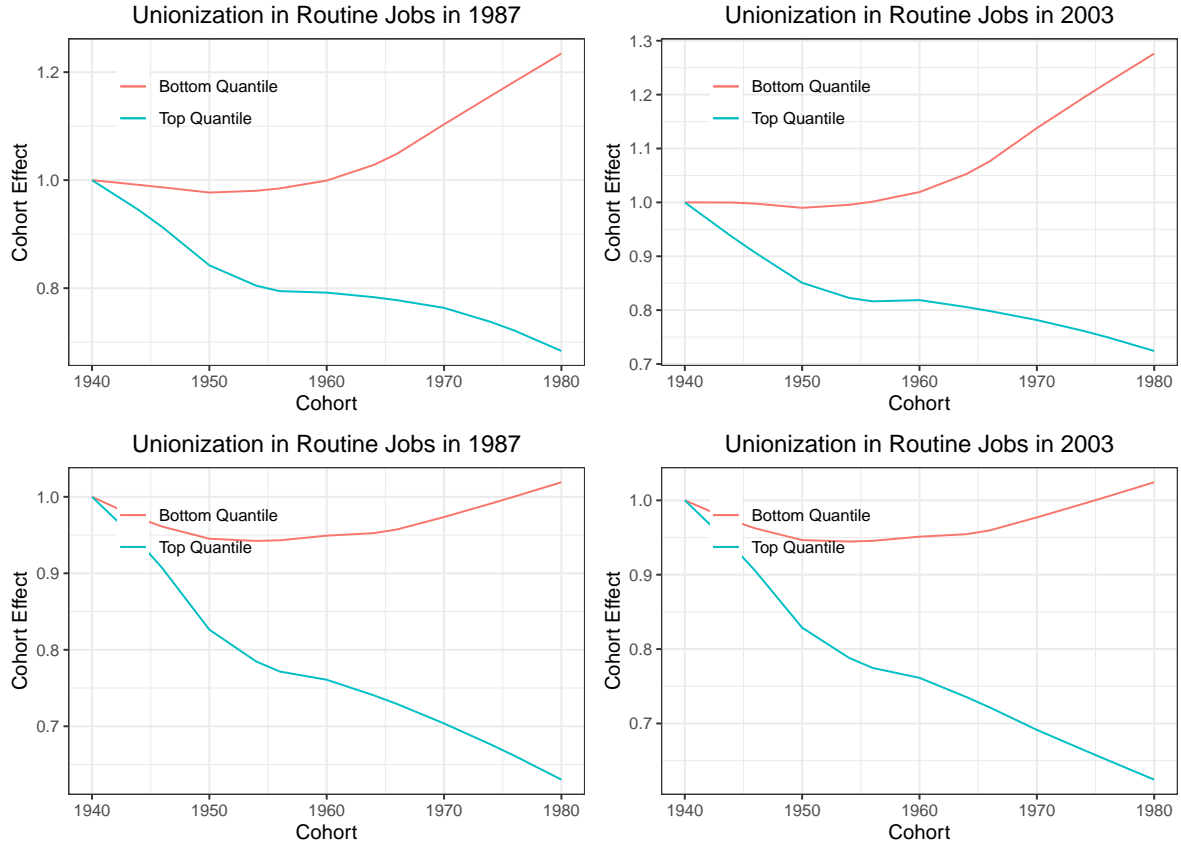 Unionization in Routine Jobs in 1987
1.2
1.0
0.8
Cohort Effect
Bottom Quantile
Top Quantile
1940 1950 1960 1970 1980
Cohort
Unionization in Routine Jobs in 2003
1.3
1.2
1.1
1.0
0.9
0.8
0.7
Cohort Effect
Bottom Quantile
Top Quantile
1940 1950 1960 1970 1980
Cohort
Unionization in Routine Jobs in 1987
1.0
0.9
0.8
0.7
Cohort Effect
Bottom Quantile
Top Quantile
1940 1950 1960 1970 1980
Cohort
Unionization in Routine Jobs in 2003
1.0
0.9
0.8
0.7
Cohort Effect
Bottom Quantile
Top Quantile
1940 1950 1960 1970 1980
Cohort